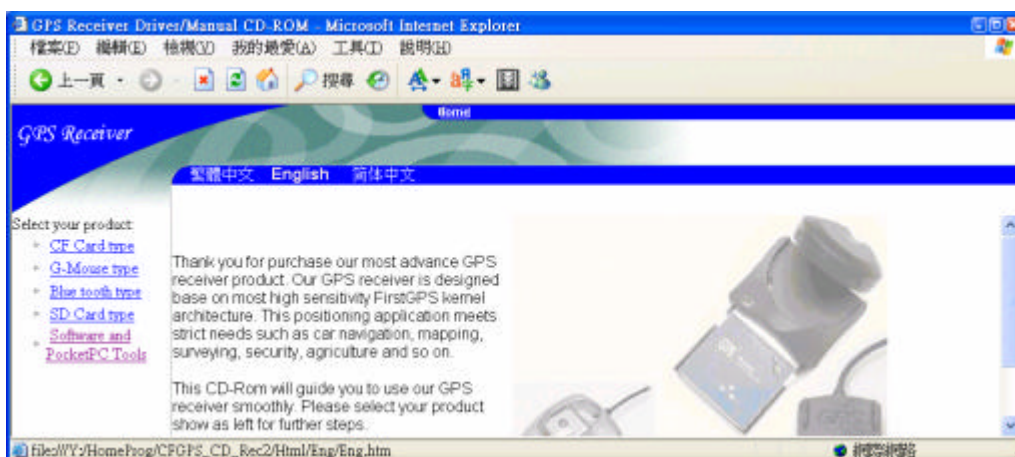 GPS Receiver Driver/Manual CD-ROM - Microsoft Internet Explorer
檔案(F) 編輯(E) 檢視(V) 我的最愛(A) 工具(T) 說明(H)
上一頁 搜尋
Home
GPS Receiver
繁體中文 English 简体中文
Select your product:
CF Card type
G-Mouse type
Blue tooth type
SD Card type
Software and
PocketPC Tools
Thank you for purchase our most advance GPS
receiver product. Our GPS receiver is designed
base on most high sensitivity FirstGPS kernel
architecture. This positioning application meets
strict needs such as car navigation, mapping,
surveying, security, agriculture and so on.
This CD-Rom will guide you to use our GPS
receiver smoothly. Please select your product
show as left for further steps.
file:///Y:/HomeProg/CFGPS_CD_Rec2/Html/Eng/Eng.htm